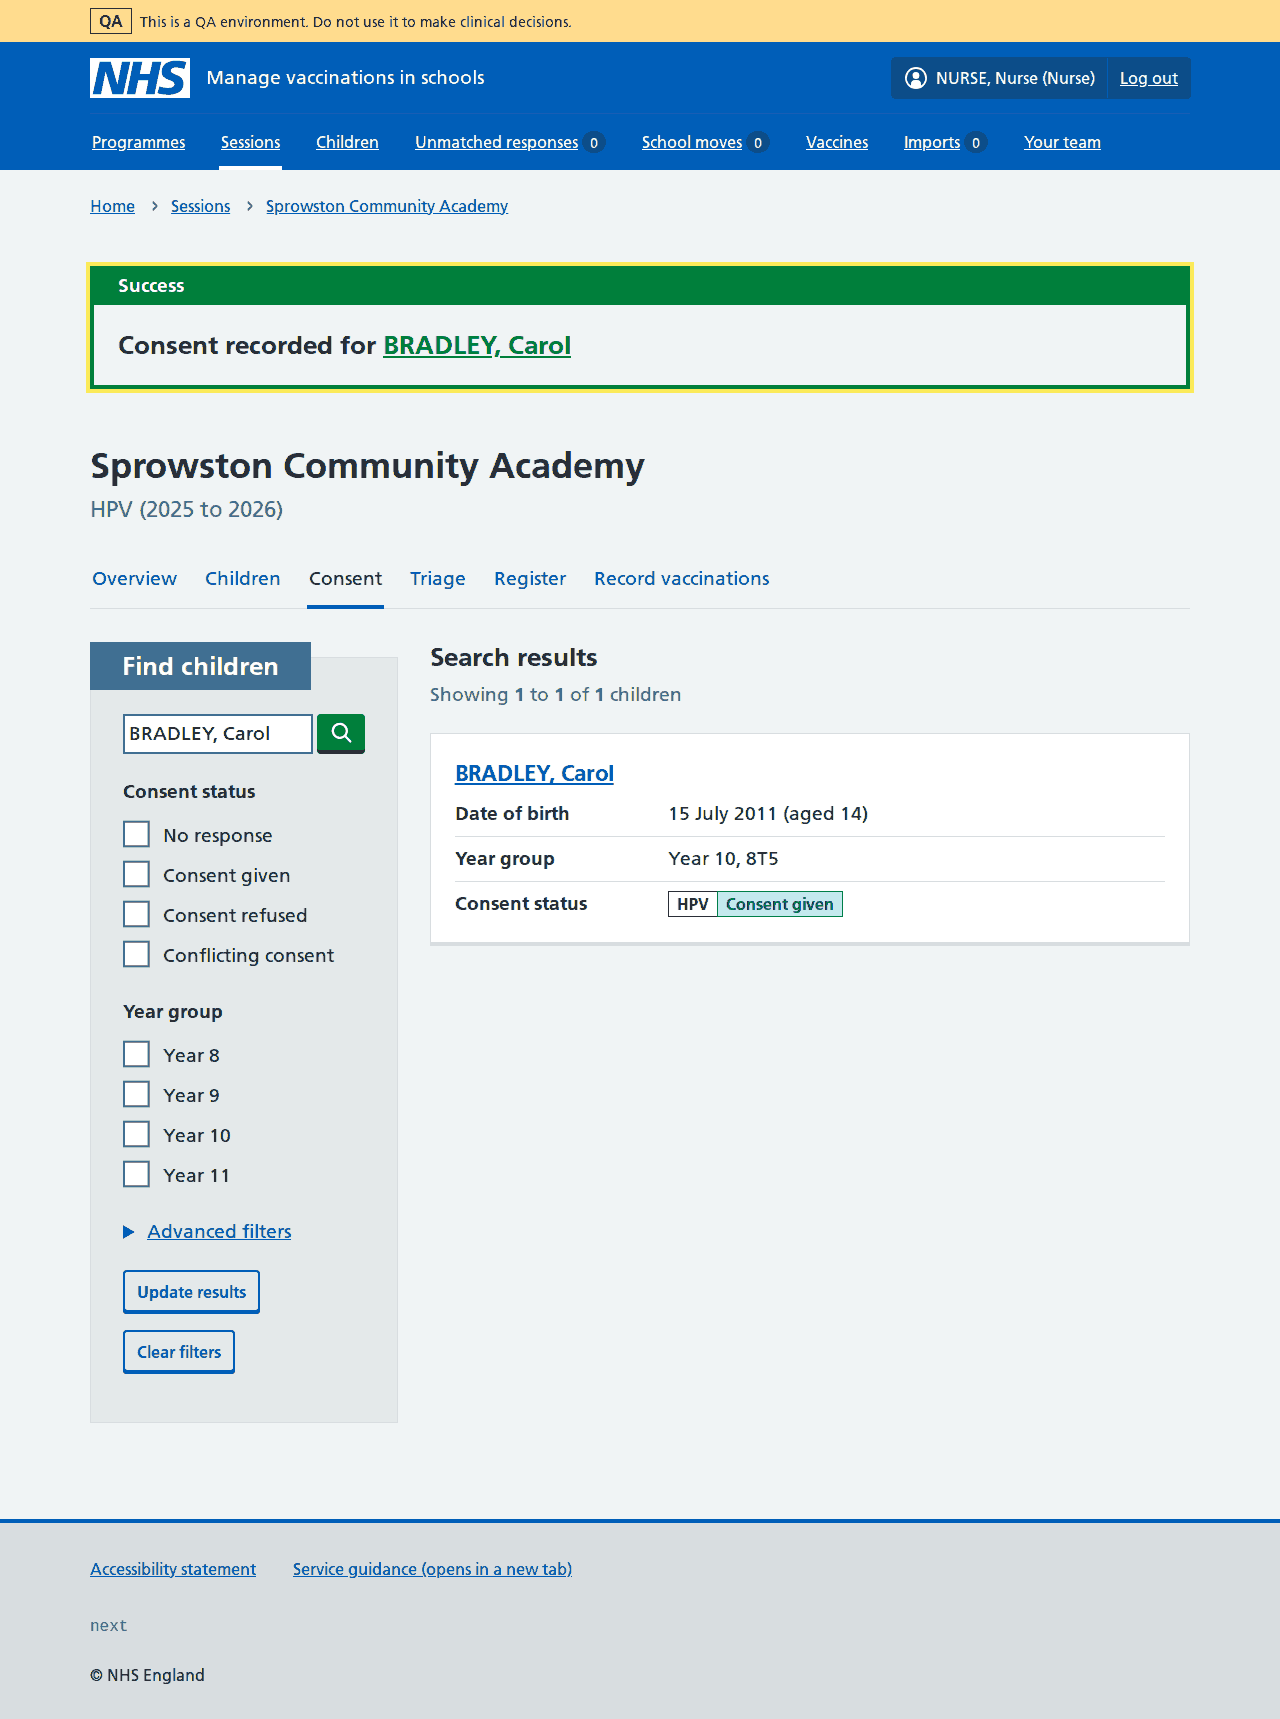 QA This is a QA environment. Do not use it to make clinical decisions.
NHS Manage vaccinations in schools NURSE, Nurse (Nurse) Log out
Programmes Sessions Children Unmatched responses 0 School moves 0 Vaccines Imports 0 Your team
Home Sessions Sprowston Community Academy
Success
Consent recorded for BRADLEY, Carol
Sprowston Community Academy
HPV (2025 to 2026)
Overview Children Consent Triage Register Record vaccinations
Find children
BRADLEY, Carol
Consent status
No response
Consent given
Consent refused
Conflicting consent
Year group
Year 8
Year 9
Year 10
Year 11
Advanced filters
Update results
Clear filters
Search results
Showing 1 to 1 of 1 children
BRADLEY, Carol
Date of birth 15 July 2011 (aged 14)
Year group Year 10, 8T5
Consent status HPV Consent given
Accessibility statement Service guidance (opens in a new tab)
next
© NHS England